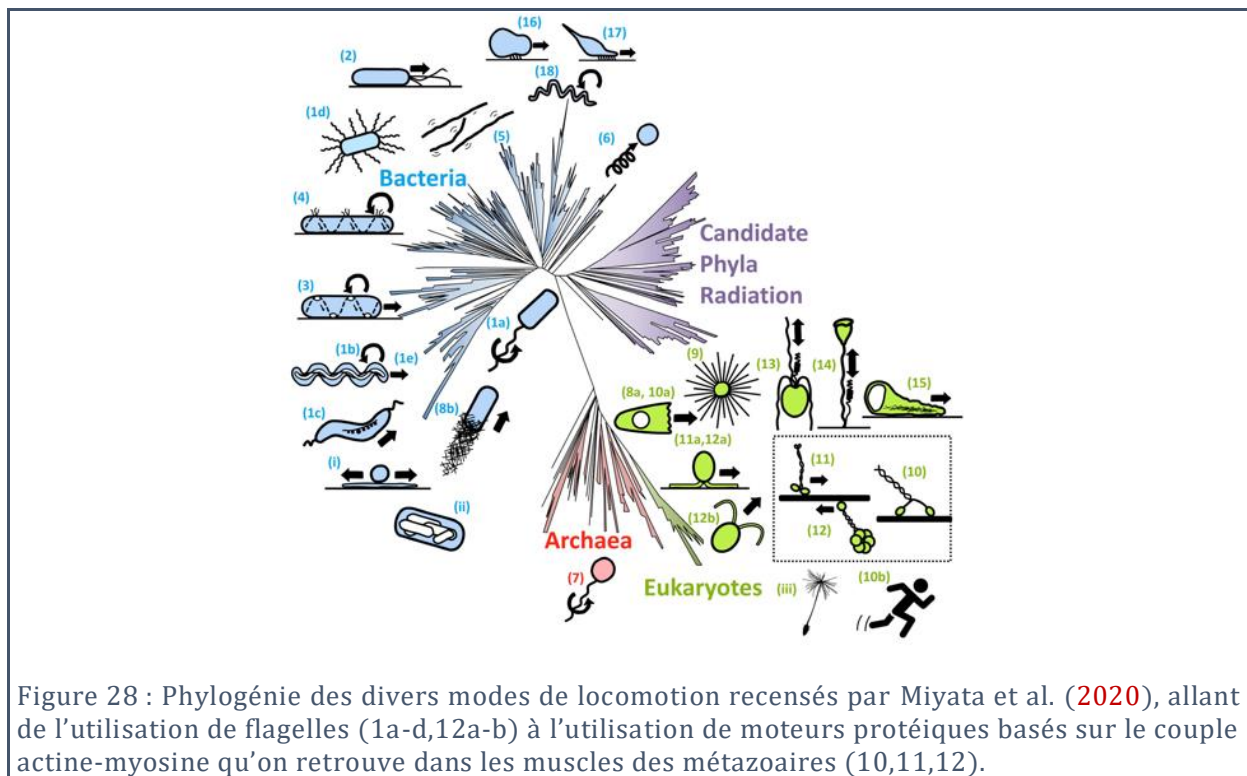 (16)
(17)
(2)
(18)
(1d)
(5)
(6)
Bacteria
(4)
Candidate
Phyla
Radiation
(3)
(1a)
(1b)
(1e)
(9)
(13)
(14)
(8a, 10a)
(15)
(1c)
(8b)
(11a,12a)
(i)
(11)
(10)
(ii)
(12b)
(12)
Archaea
(7)
Eukaryotes
(iii)
(10b)
Figure 28 : Phylogénie des divers modes de locomotion recensés par Miyata et al. (2020), allant
de l’utilisation de flagelles (1a-d,12a-b) à l’utilisation de moteurs protéiques basés sur le couple
actine-myosine qu’on retrouve dans les muscles des métazoaires (10,11,12).